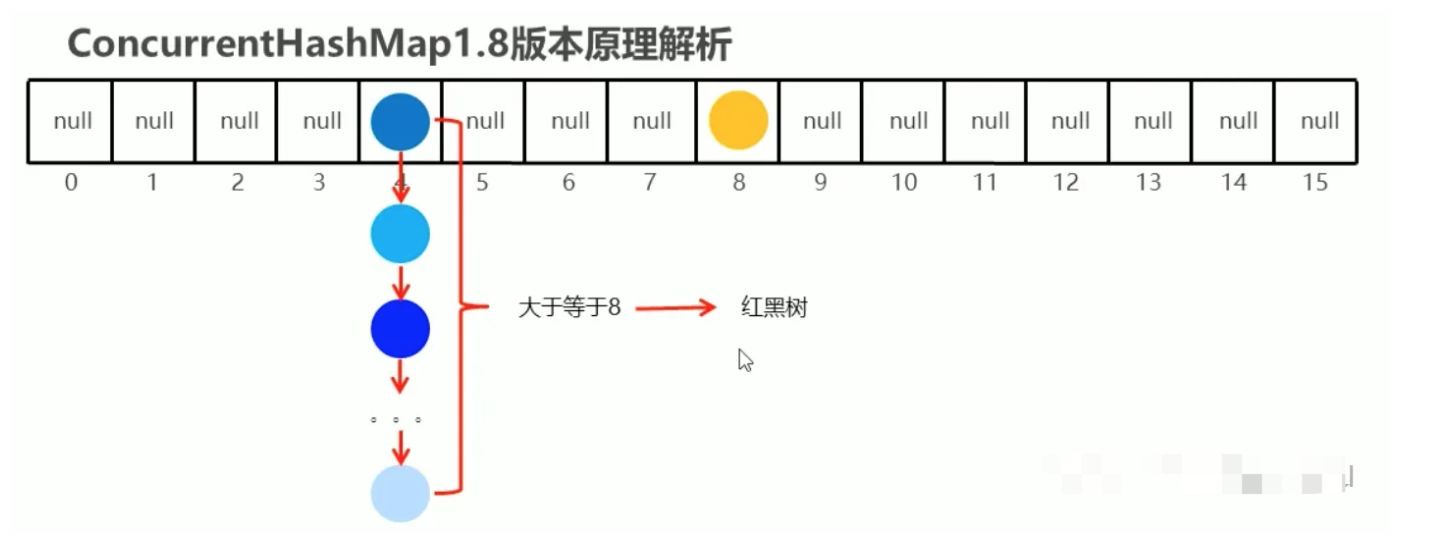 ConcurrentHashMap1.8版本原理解析
null null null null null null null null null null null null null null
0 1 2 3 4 5 6 7 8 9 10 11 12 13 14 15
大于等于8 红黑树
。。。